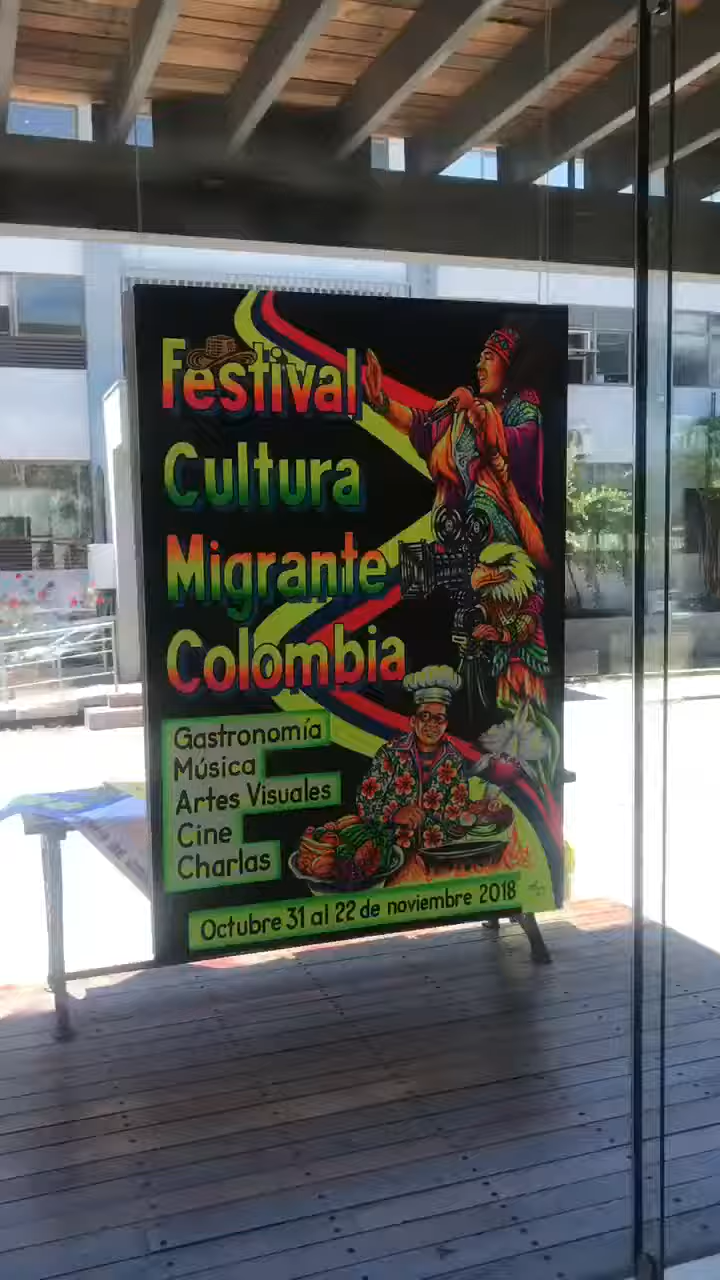 Festival
Cultura
Migrante
Colombia
Gastronomía
Música
Artes Visuales
Cine
Charlas
Octubre 31 al 22 de noviembre 2018